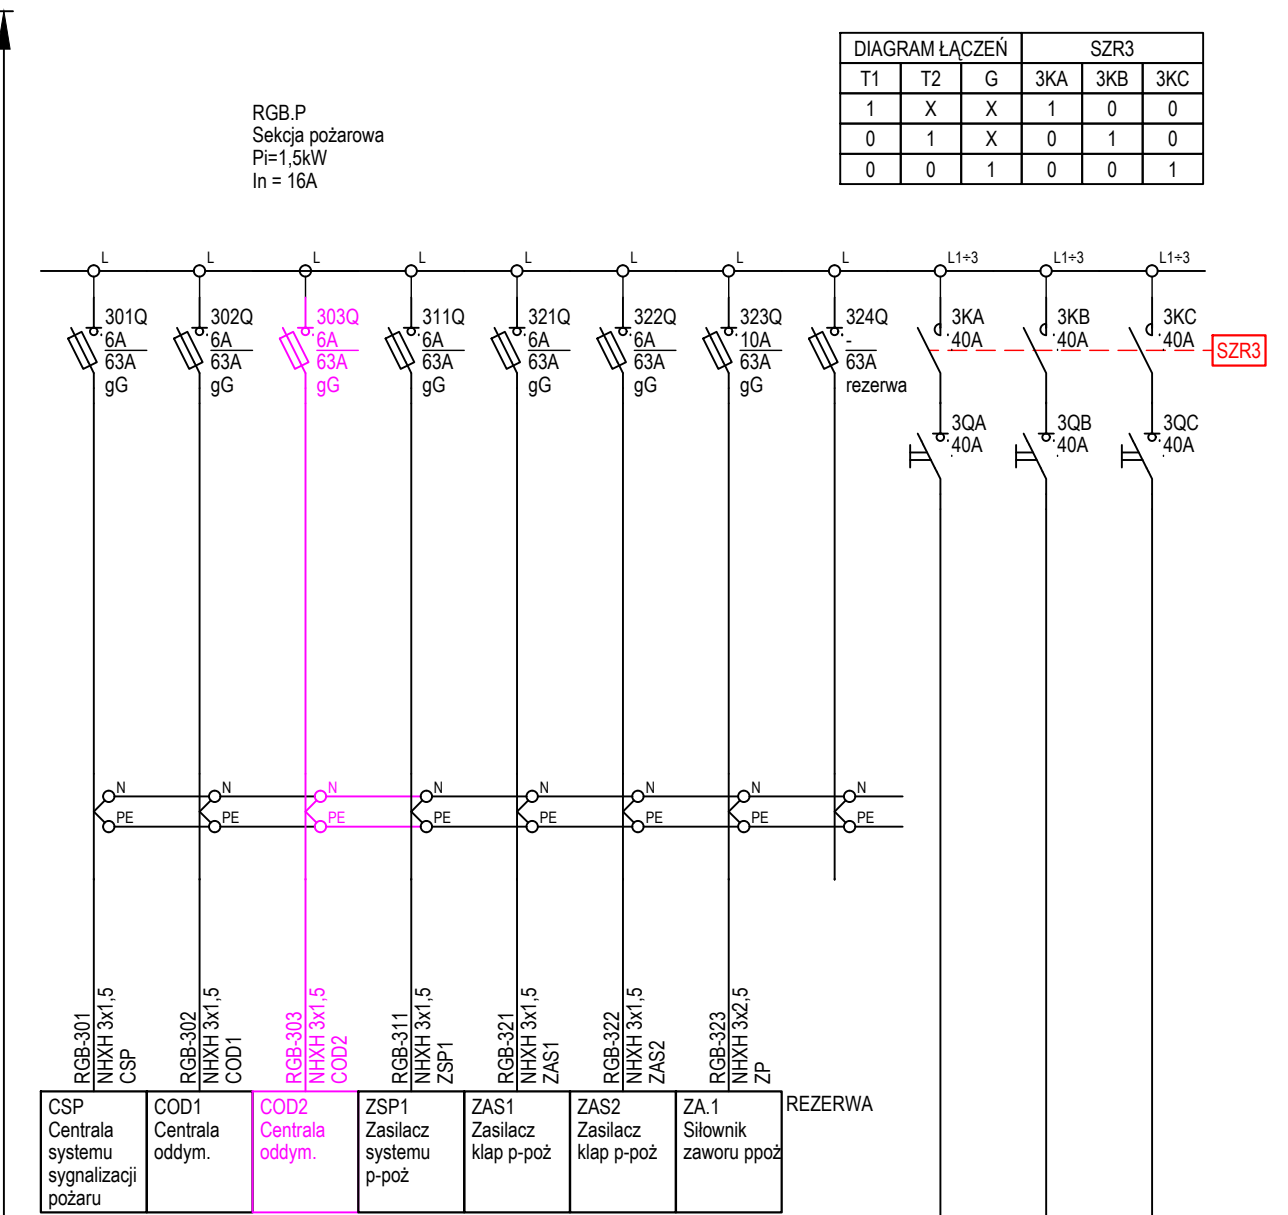 DIAGRAM ŁĄCZEŃ SZR3
T1 T2 G 3KA 3KB 3KC
1 X X 1 0 0
0 1 X 0 1 0
0 0 1 0 0 1
RGB.P
Sekcja pożarowa
Pi=1,5kW
In = 16A
L L L L L L L L L1÷3 L1÷3 L1÷3
301Q
6A
63A
gG
302Q
6A
63A
gG
303Q
6A
63A
gG
311Q
6A
63A
gG
321Q
6A
63A
gG
322Q
6A
63A
gG
323Q
10A
63A
gG
324Q
-
63A
rezerwa
3KA
40A
3KB
40A
3KC
40A
SZR3
3QA
40A
3QB
40A
3QC
40A
N N N N N N N N
PE PE PE PE PE PE PE PE
RGB-301
NHXH 3x1,5
CSP
RGB-302
NHXH 3x1,5
COD1
RGB-303
NHXH 3x1,5
COD2
RGB-311
NHXH 3x1,5
ZSP1
RGB-321
NHXH 3x1,5
ZAS1
RGB-322
NHXH 3x1,5
ZAS2
RGB-323
NHXH 3x2,5
ZP
CSP
Centrala
systemu
sygnalizacji
pożaru
COD1
Centrala
oddym.
COD2
Centrala
oddym.
ZSP1
Zasilacz
systemu
p-poż
ZAS1
Zasilacz
klap p-poż
ZAS2
Zasilacz
klap p-poż
ZA.1
Siłownik
zaworu ppoż
REZERWA